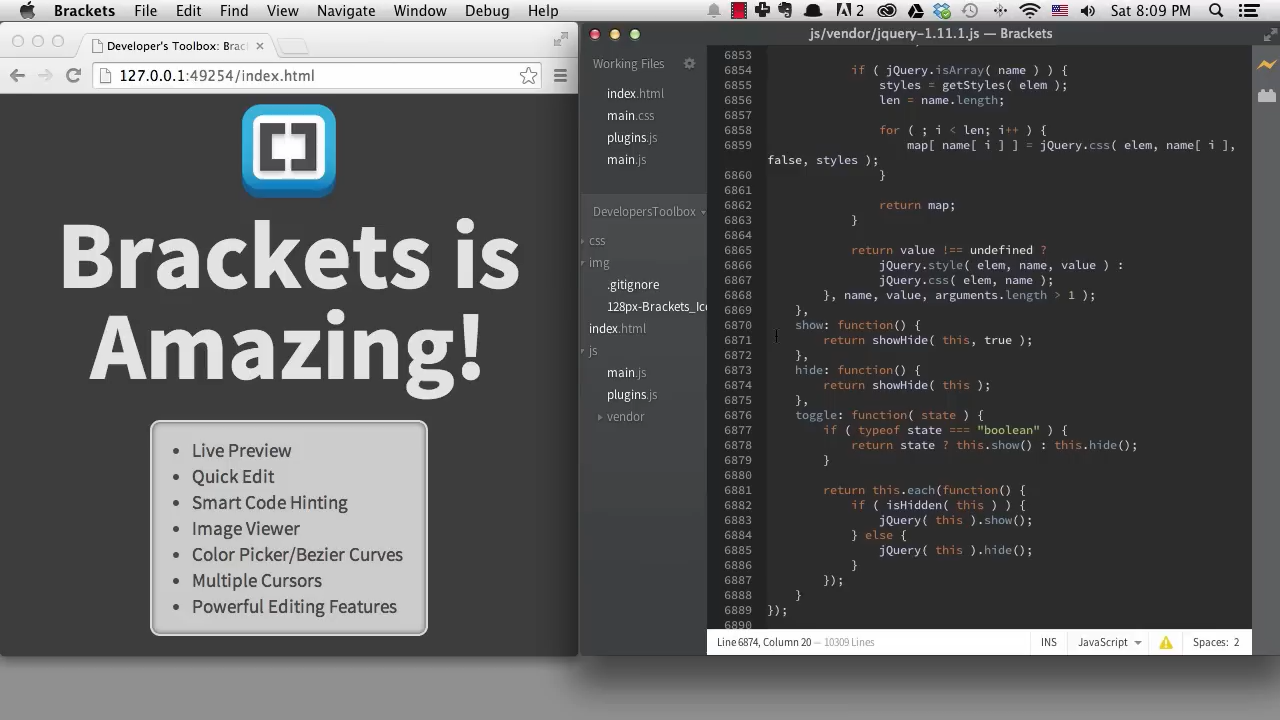 Brackets File Edit Find View Navigate Window Debug Help
2 Sat 8:09 PM
Developer's Toolbox: Brac
127.0.0.1:49254/index.html
Brackets is
Amazing!
Live Preview
Quick Edit
Smart Code Hinting
Image Viewer
Color Picker/Bezier Curves
Multiple Cursors
Powerful Editing Features
js/vendor/jquery-1.11.1.js — Brackets
Working Files
index.html
main.css
plugins.js
main.js
DevelopersToolbox
css
img
.gitignore
128px-Brackets_Ico
index.html
js
main.js
plugins.js
vendor
6853
6854 if ( jQuery.isArray( name ) ) {
6855 styles = getStyles( elem );
6856 len = name.length;
6857
6858 for ( ; i < len; i++ ) {
6859 map[ name[ i ] ] = jQuery.css( elem, name[ i ],
false, styles );
6860 }
6861
6862 return map;
6863 }
6864
6865 return value !== undefined ?
6866 jQuery.style( elem, name, value ) :
6867 jQuery.css( elem, name );
6868 }, name, value, arguments.length > 1 );
6869 },
6870 show: function() {
6871 return showHide( this, true );
6872 },
6873 hide: function() {
6874 return showHide( this );
6875 },
6876 toggle: function( state ) {
6877 if ( typeof state === "boolean" ) {
6878 return state ? this.show() : this.hide();
6879 }
6880
6881 return this.each(function() {
6882 if ( isHidden( this ) ) {
6883 jQuery( this ).show();
6884 } else {
6885 jQuery( this ).hide();
6886 }
6887 });
6888 }
6889 });
6890
Line 6874, Column 20 — 10309 Lines INS JavaScript Spaces: 2